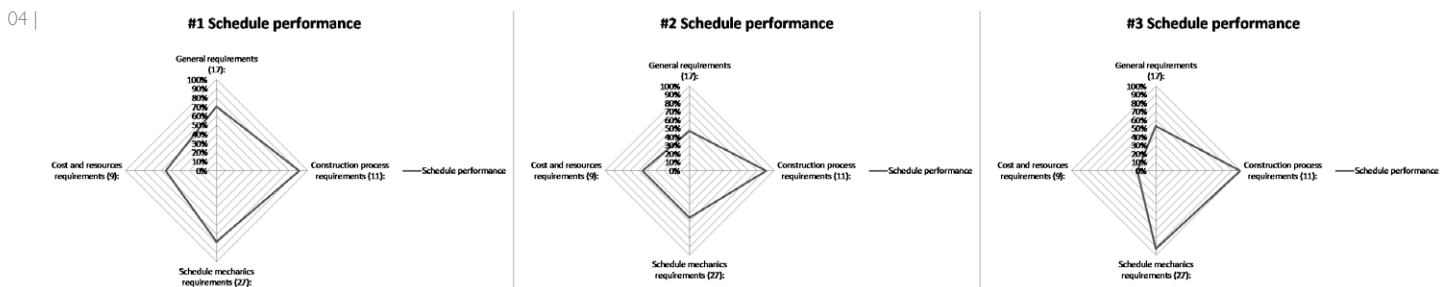 04 |
#1 Schedule performance
General requirements
(17):
100%
90%
80%
70%
60%
50%
40%
30%
20%
10%
0%
Cost and resources
requirements (9):
Construction process
requirements (11):
Schedule performance
Schedule mechanics
requirements (27):
#2 Schedule performance
General requirements
(17):
100%
90%
80%
70%
60%
50%
40%
30%
20%
10%
0%
Cost and resources
requirements (9):
Construction process
requirements (11):
Schedule performance
Schedule mechanics
requirements (27):
#3 Schedule performance
General requirements
(17):
100%
90%
80%
70%
60%
50%
40%
30%
20%
10%
0%
Cost and resources
requirements (9):
Construction process
requirements (11):
Schedule performance
Schedule mechanics
requirements (27):